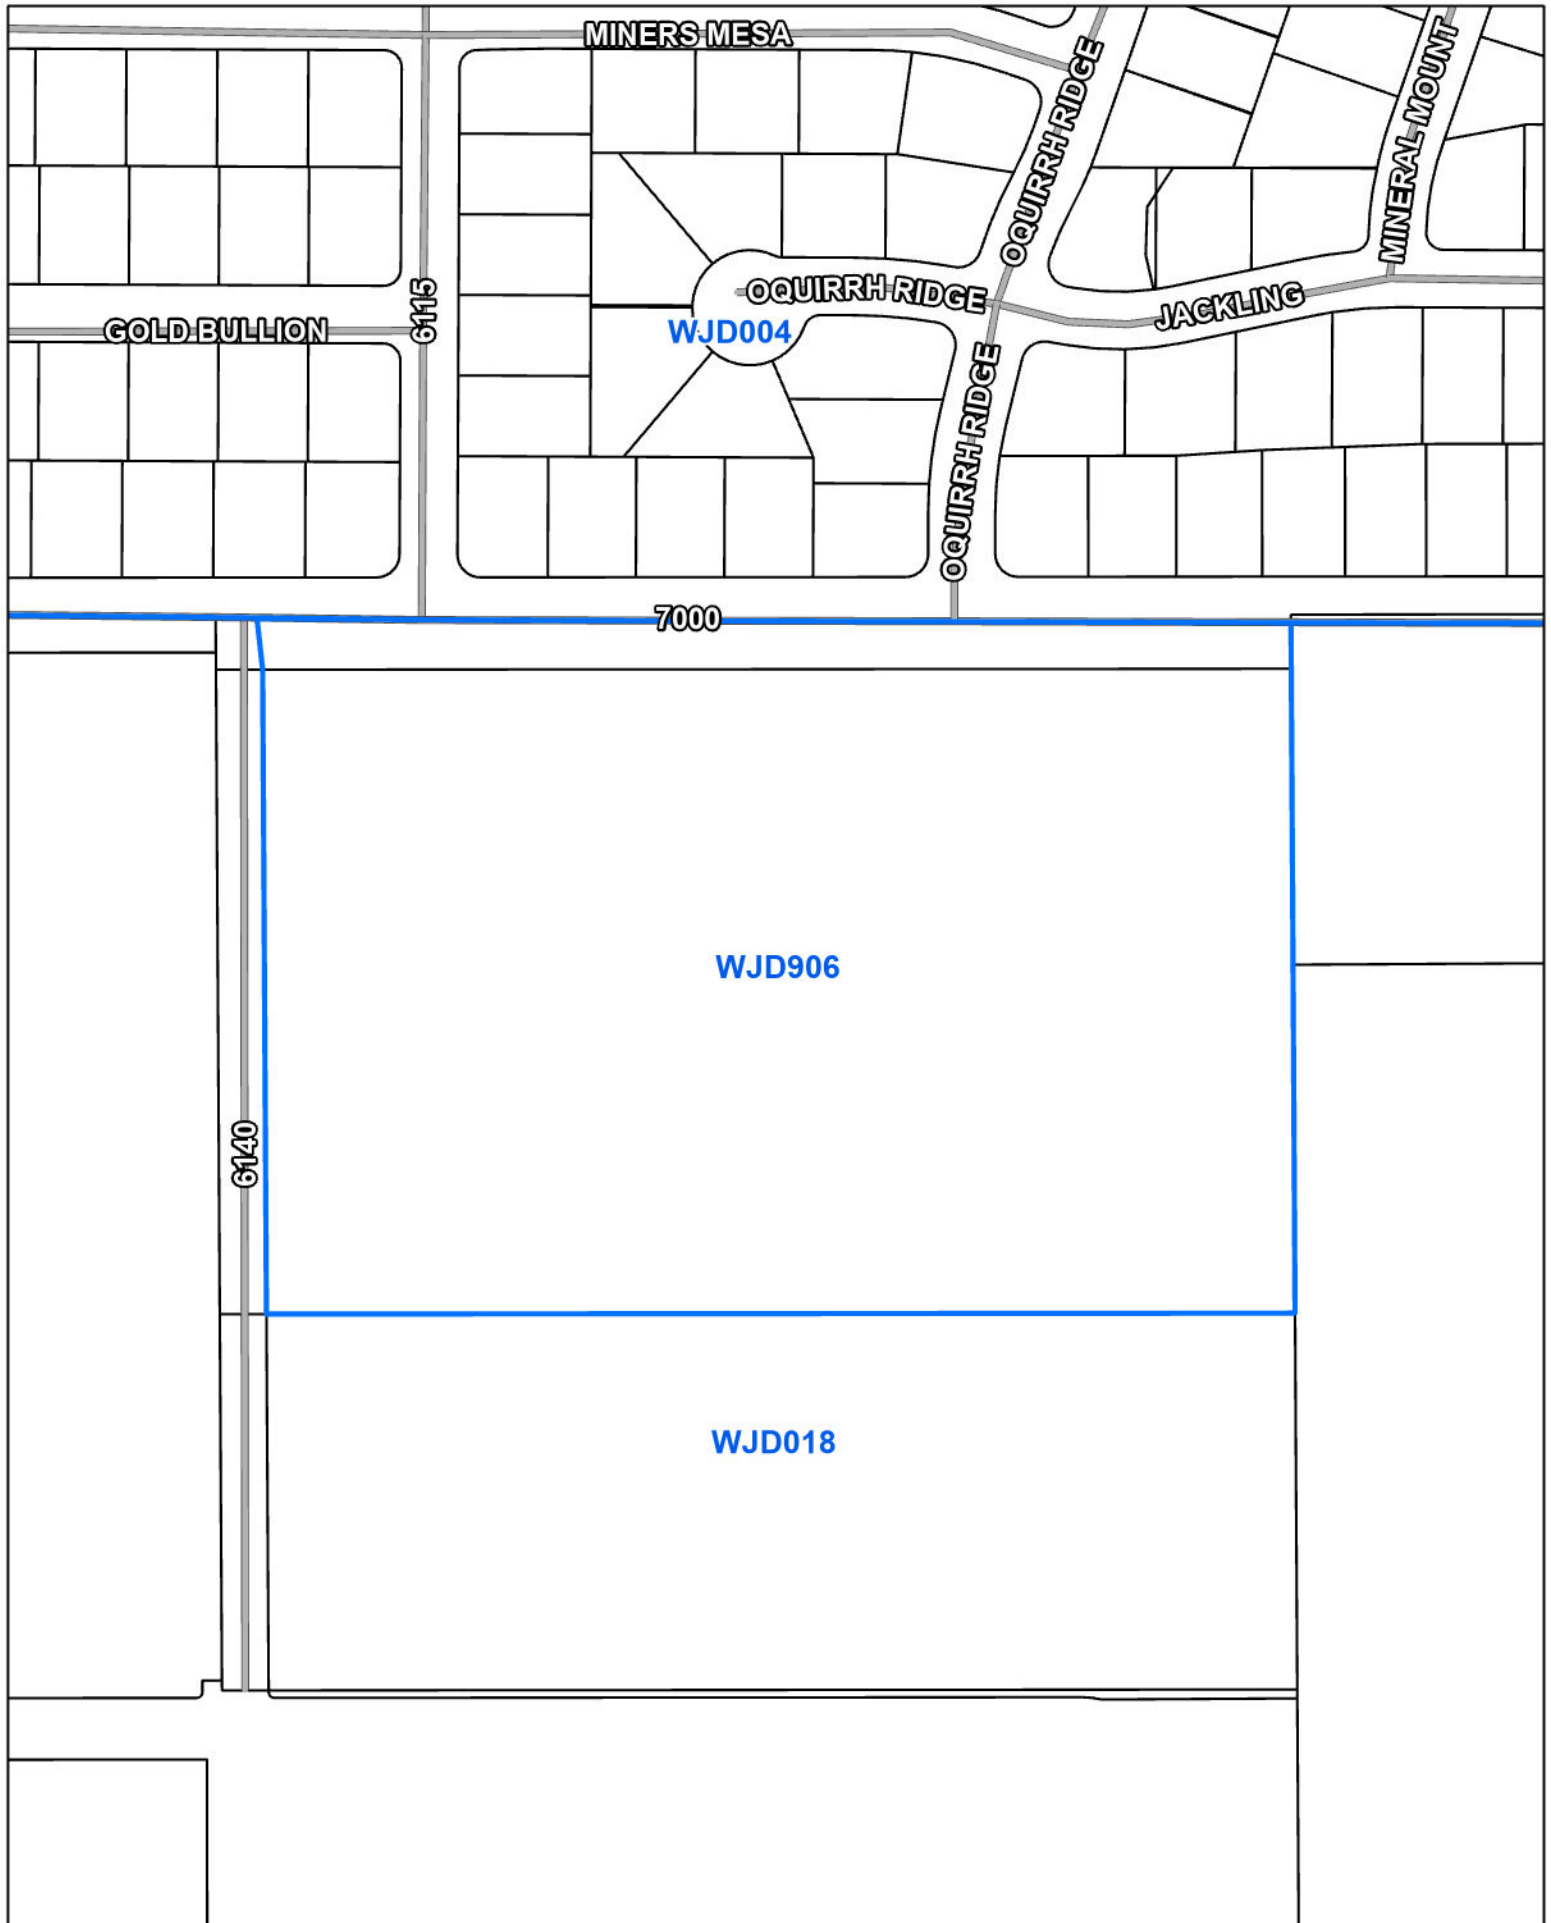 MINERS MESA
OQUIRRH RIDGE
MINERAL MOUNT
6115
OQUIRRH RIDGE
JACKLING
GOLD BULLION
WJD004
OQUIRRH RIDGE
7000
WJD906
6140
WJD018